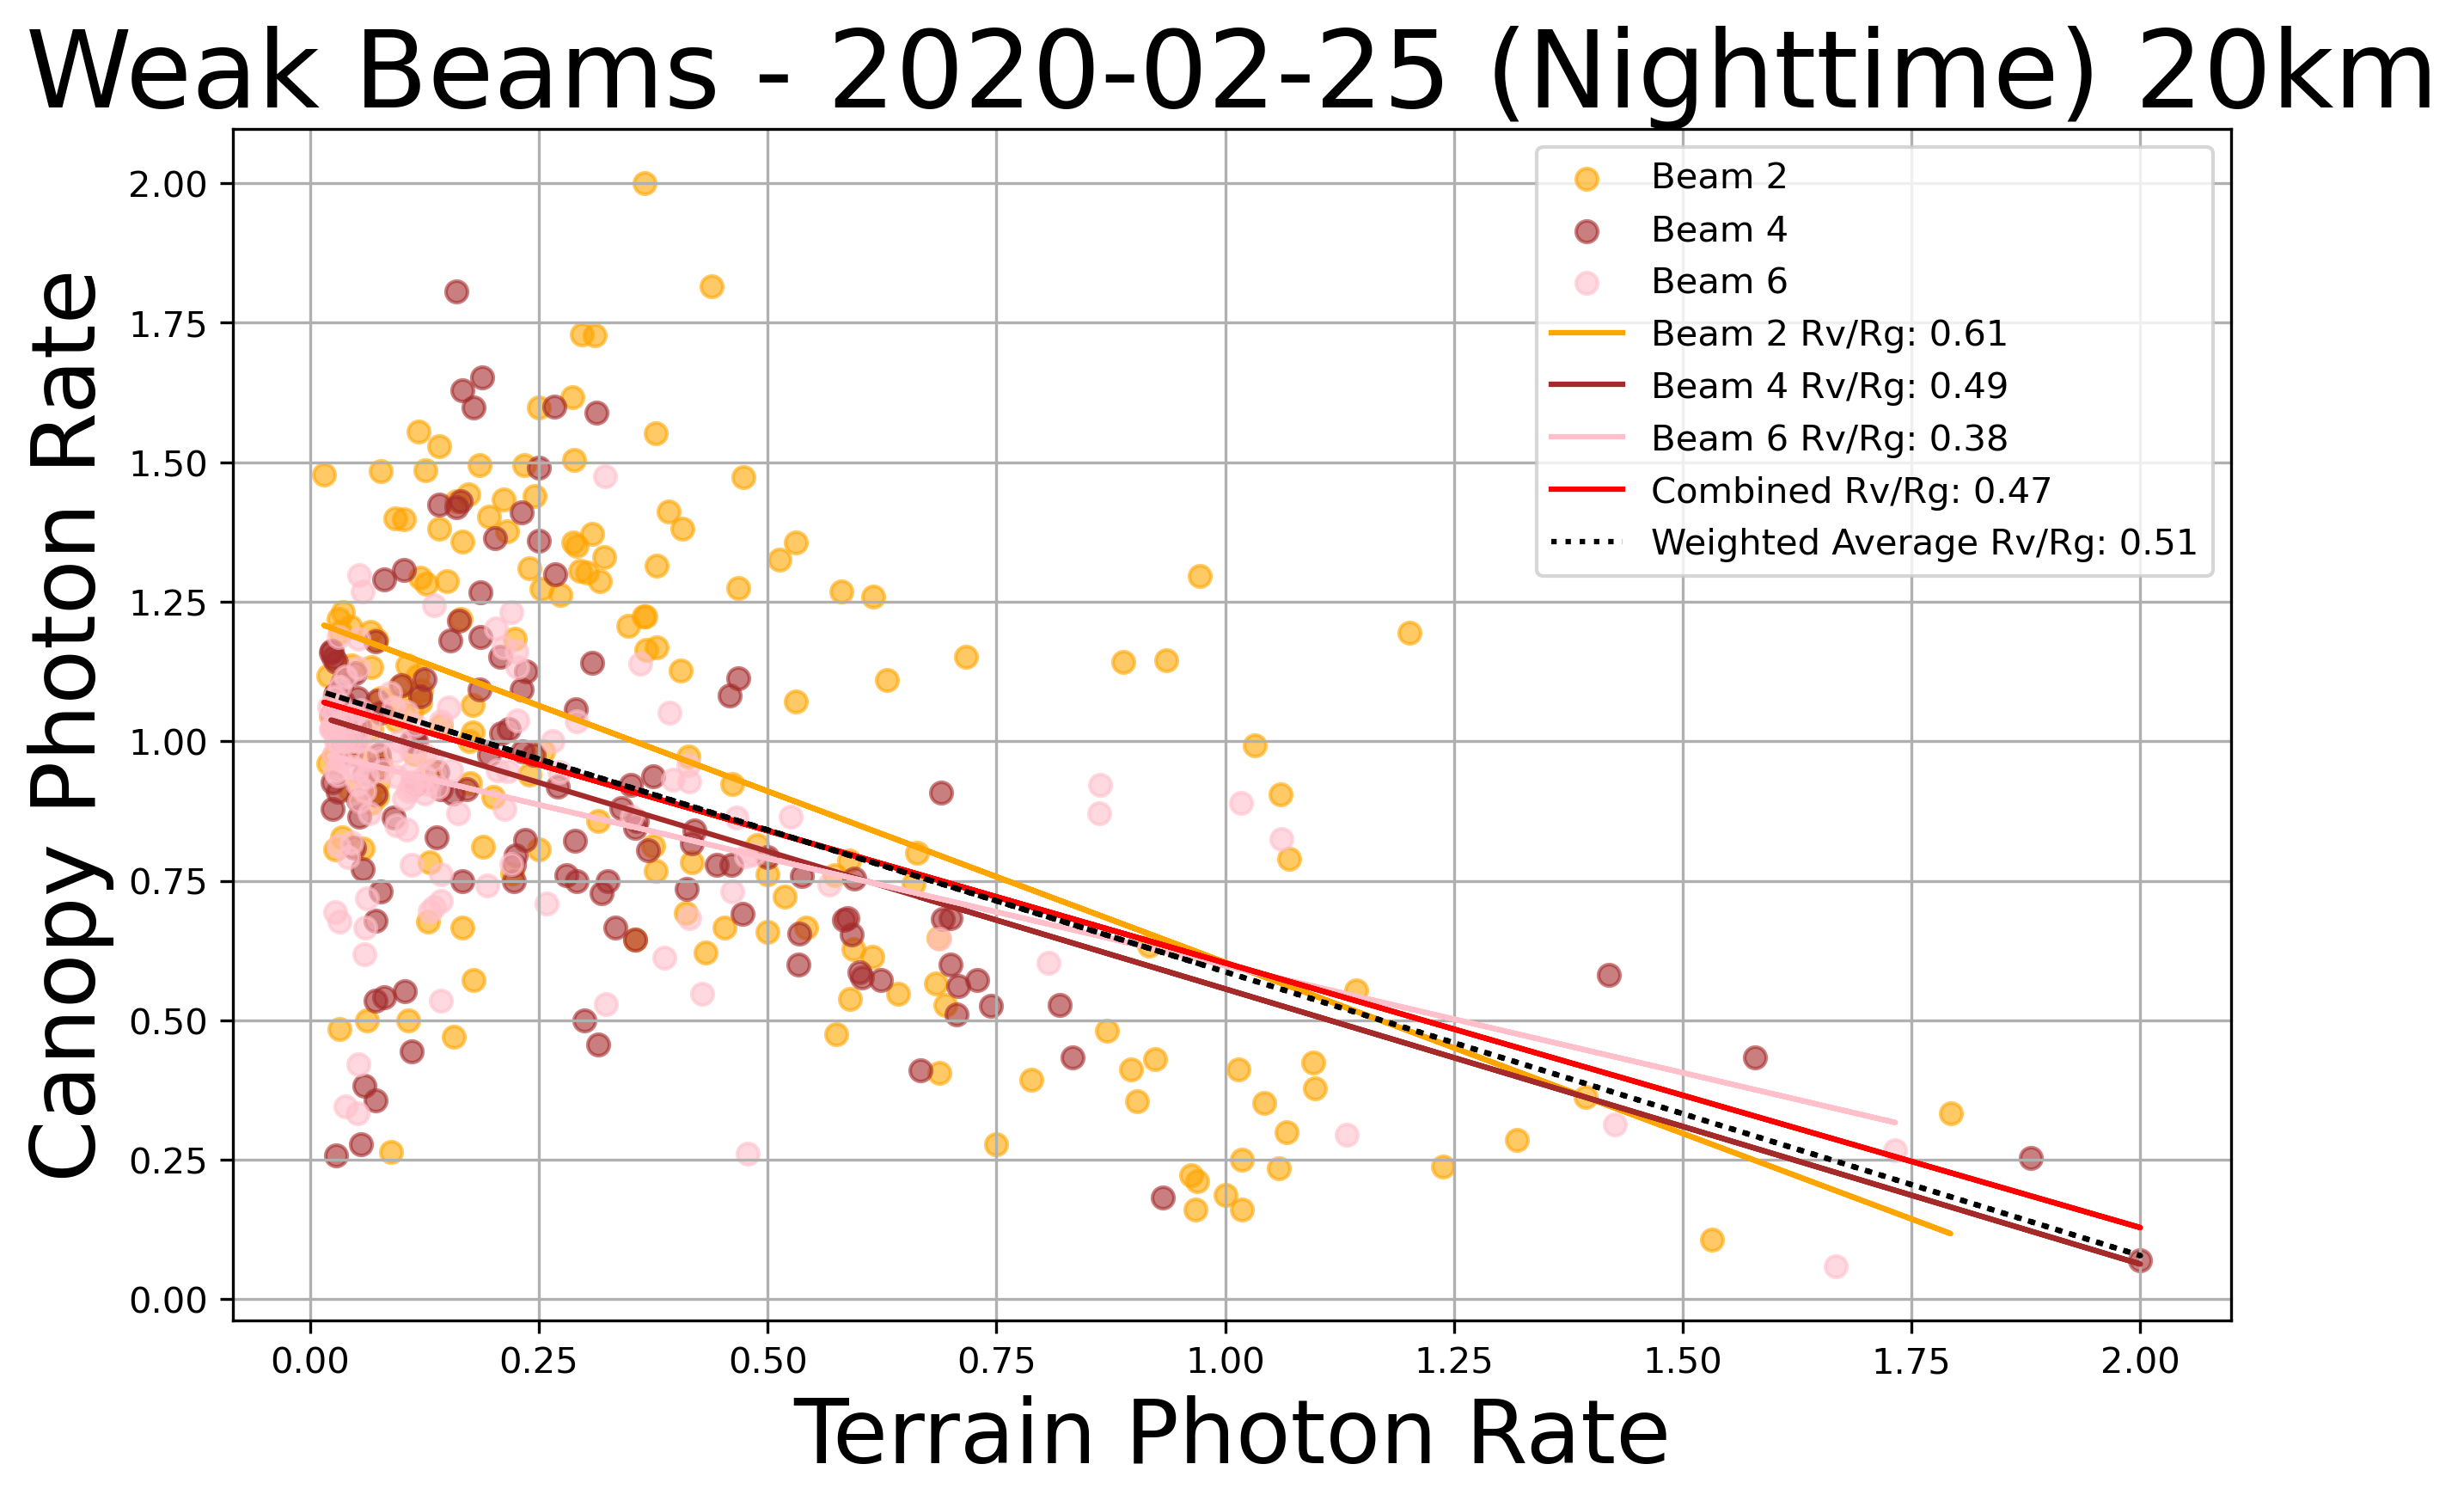 Weak Beams - 2020-02-25 (Nighttime) 20km
Canopy Photon Rate
2.00
1.75
1.50
1.25
1.00
0.75
0.50
0.25
0.00
Beam 2
Beam 4
Beam 6
Beam 2 Rv/Rg: 0.61
Beam 4 Rv/Rg: 0.49
Beam 6 Rv/Rg: 0.38
Combined Rv/Rg: 0.47
Weighted Average Rv/Rg: 0.51
0.00 0.25 0.50 0.75 1.00 1.25 1.50 1.75 2.00
Terrain Photon Rate